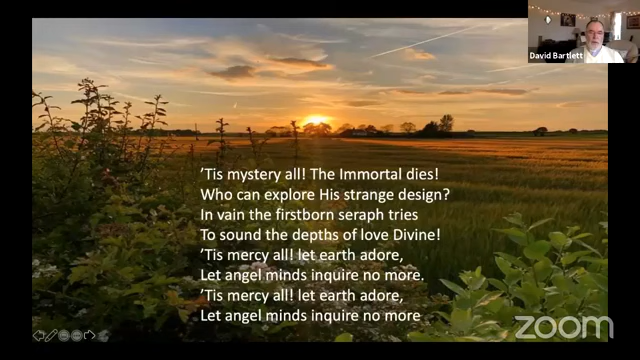 David Bartlett
’Tis mystery all! The Immortal dies!
Who can explore His strange design?
In vain the firstborn seraph tries
To sound the depths of love Divine!
’Tis mercy all! let earth adore,
Let angel minds inquire no more.
’Tis mercy all! let earth adore,
Let angel minds inquire no more
zoom